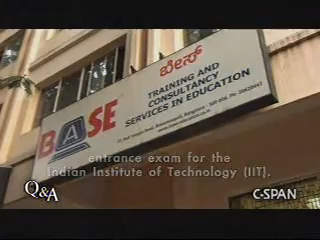 ಬೇಸ್
BASE
TRAINING AND
CONSULTANCY
SERVICES IN EDUCATION
entrance exam for the
Indian Institute of Technology (IIT).
Q&A
C-SPAN